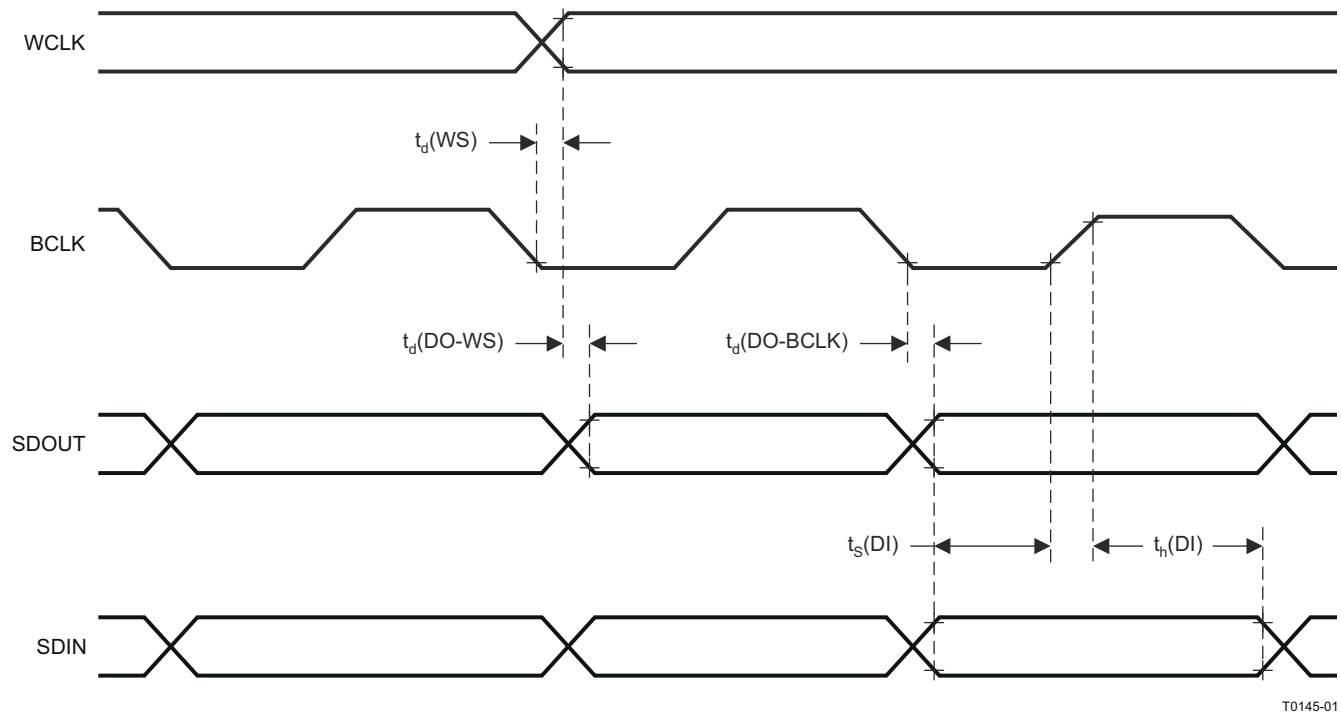 WCLK
td(WS)
BCLK
td(DO-WS)
td(DO-BCLK)
SDOUT
tS(DI)
th(DI)
SDIN
T0145-01